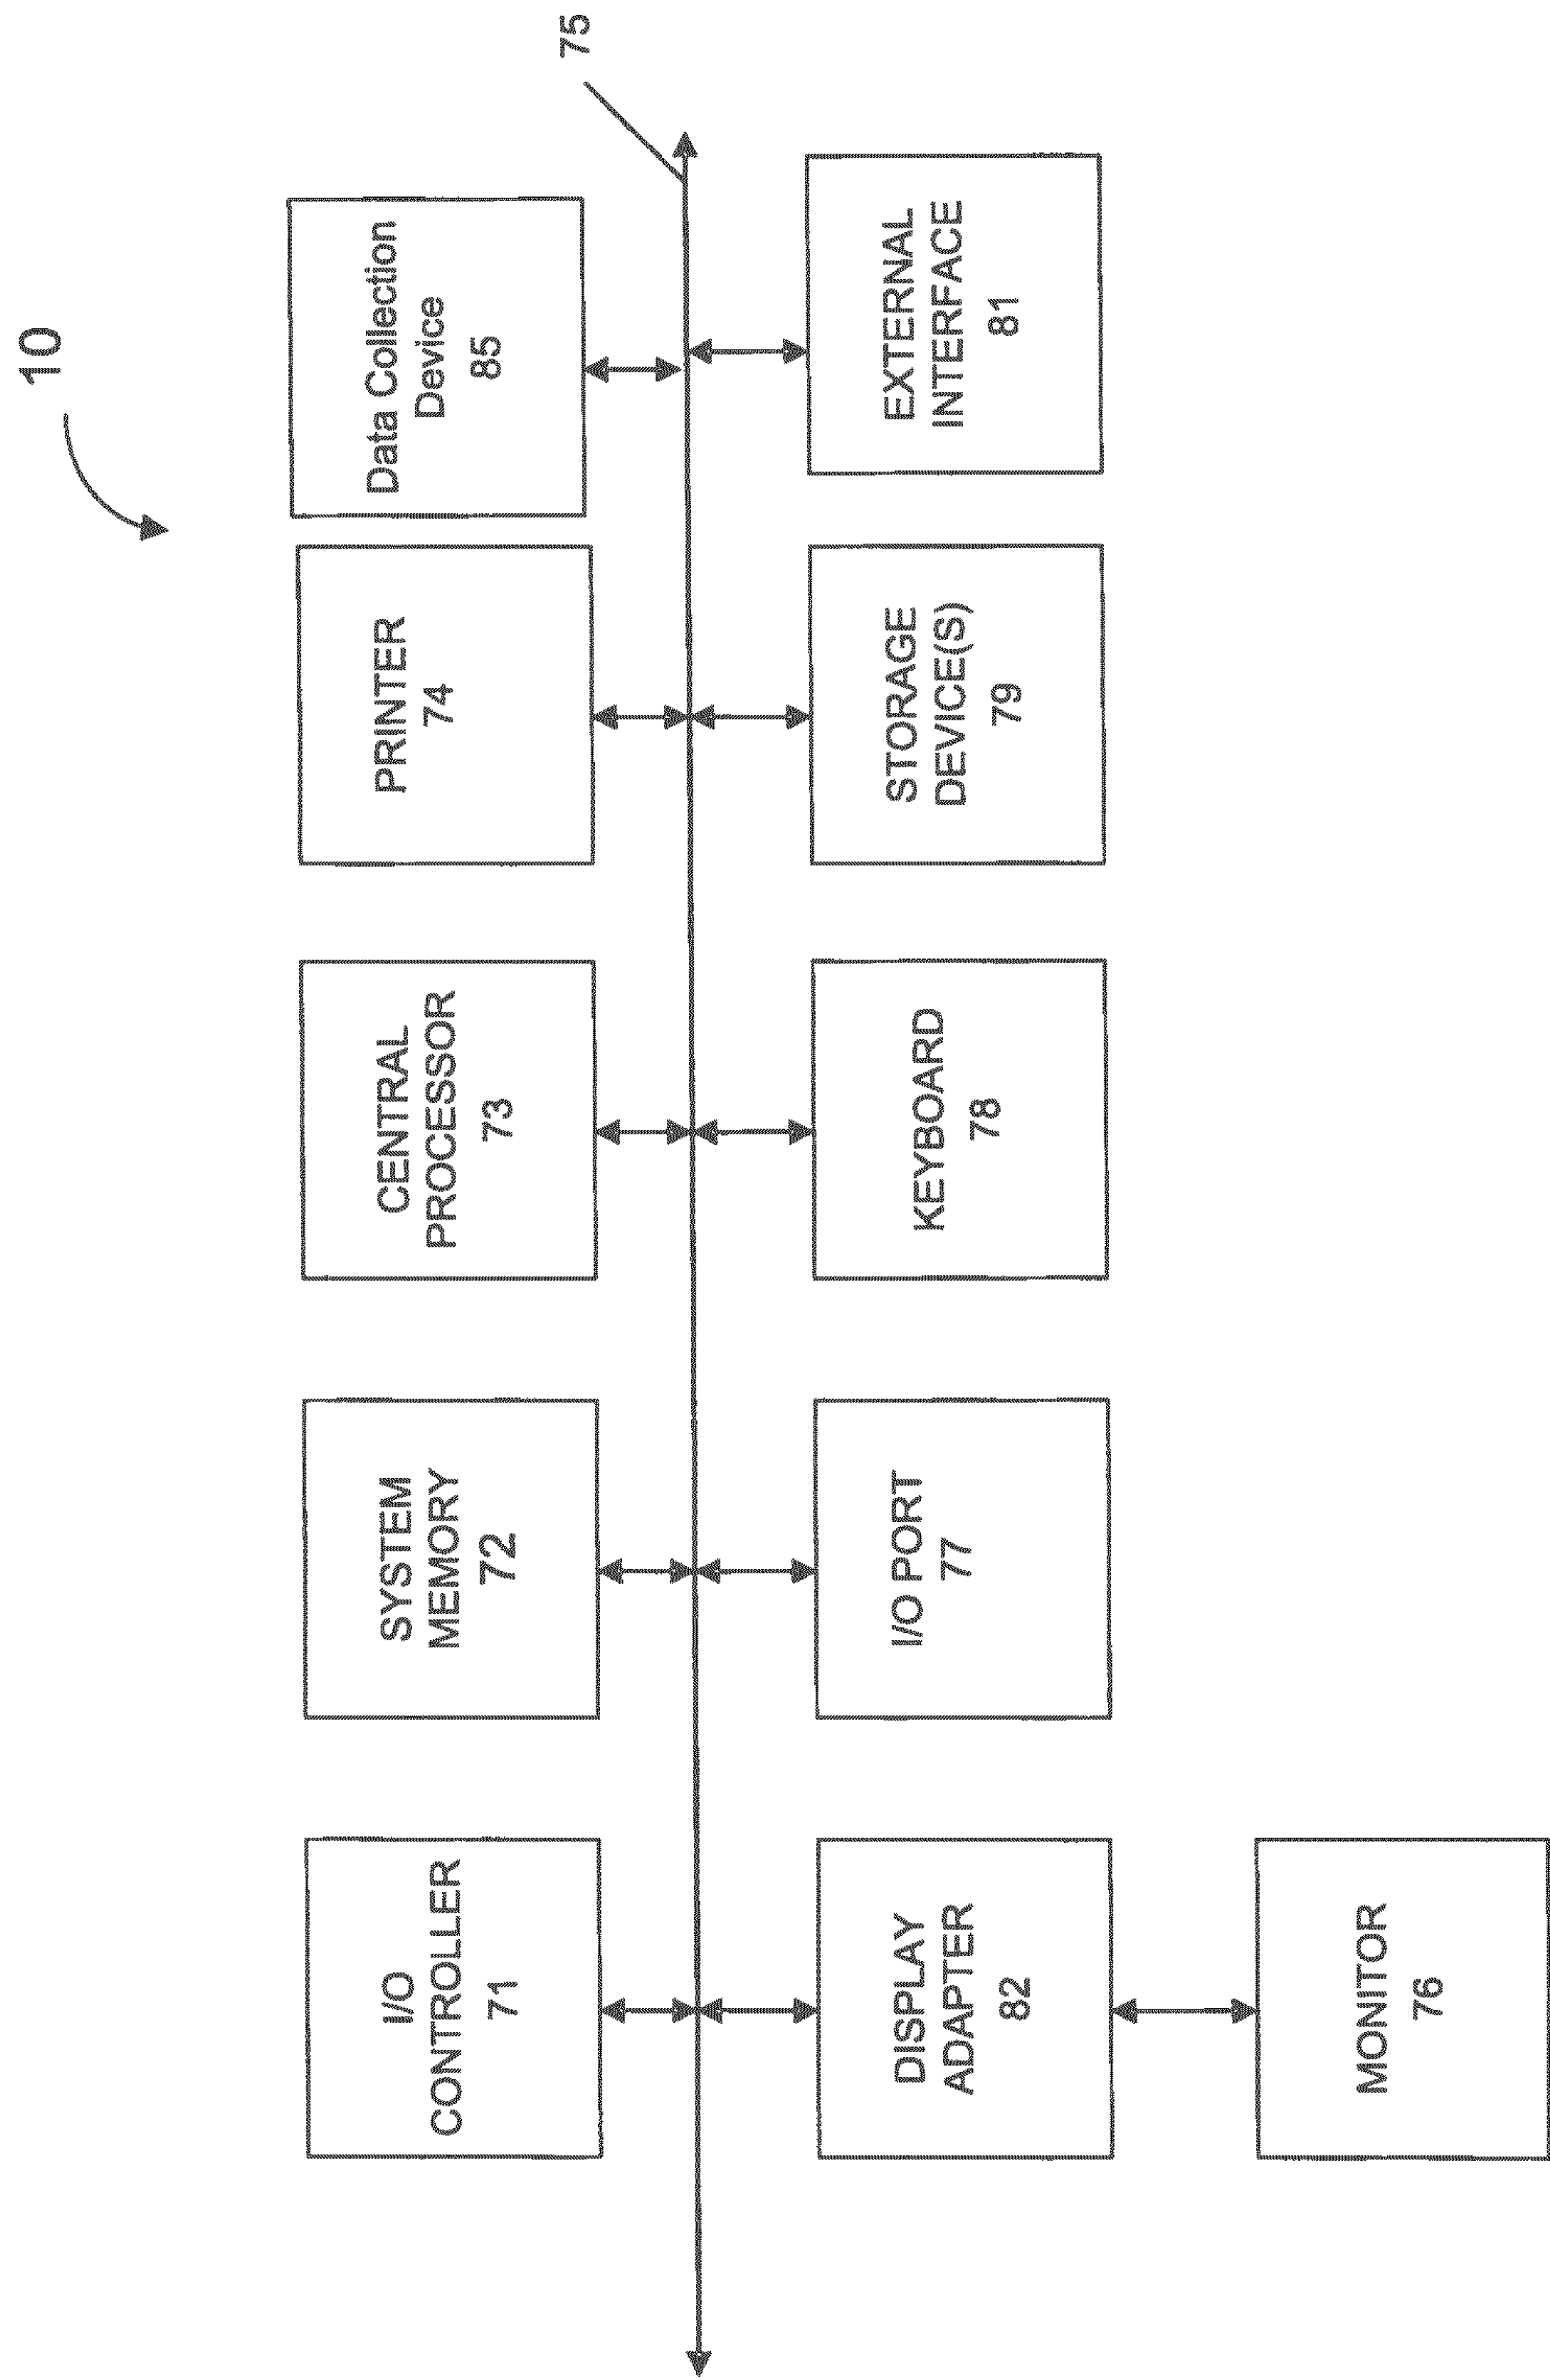 10
I/O
CONTROLLER
71
SYSTEM
MEMORY
72
CENTRAL
PROCESSOR
73
PRINTER
74
Data Collection
Device
85
75
DISPLAY
ADAPTER
82
I/O PORT
77
KEYBOARD
78
STORAGE
DEVICE(S)
79
EXTERNAL
INTERFACE
81
MONITOR
76